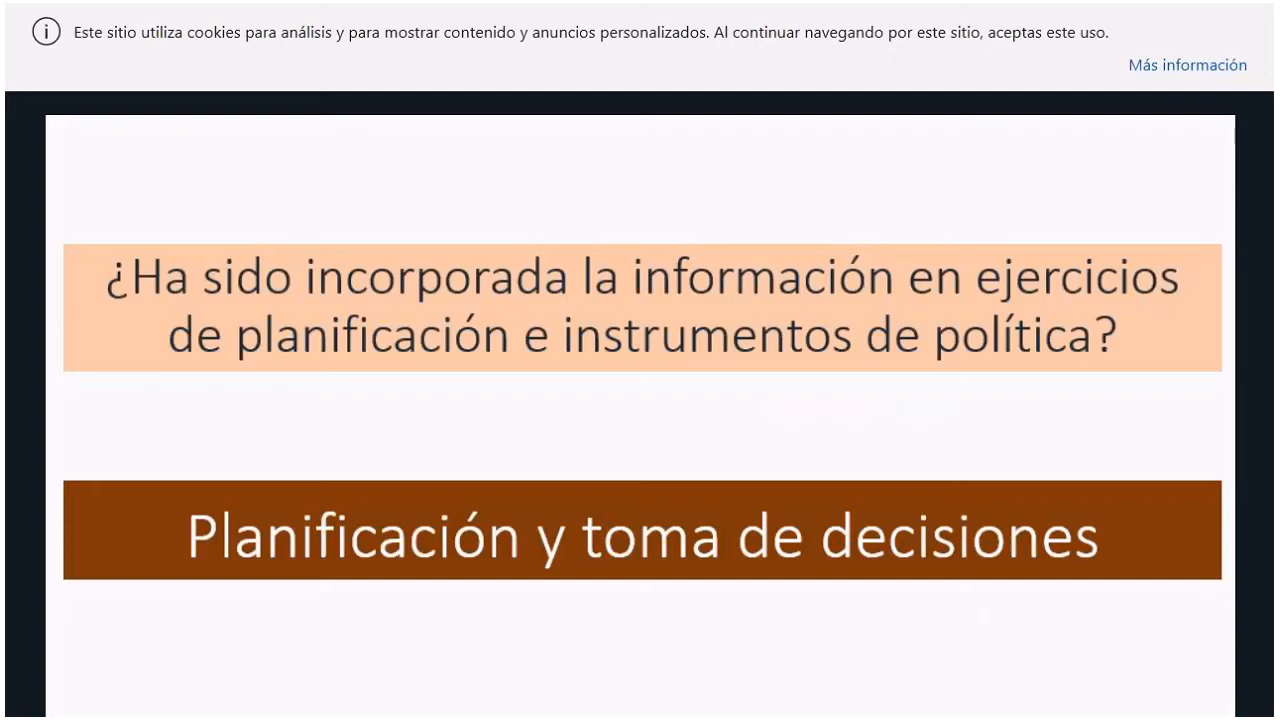 Este sitio utiliza cookies para análisis y para mostrar contenido y anuncios personalizados. Al continuar navegando por este sitio, aceptas este uso.
Más información
¿Ha sido incorporada la información en ejercicios
de planificación e instrumentos de política?
Planificación y toma de decisiones